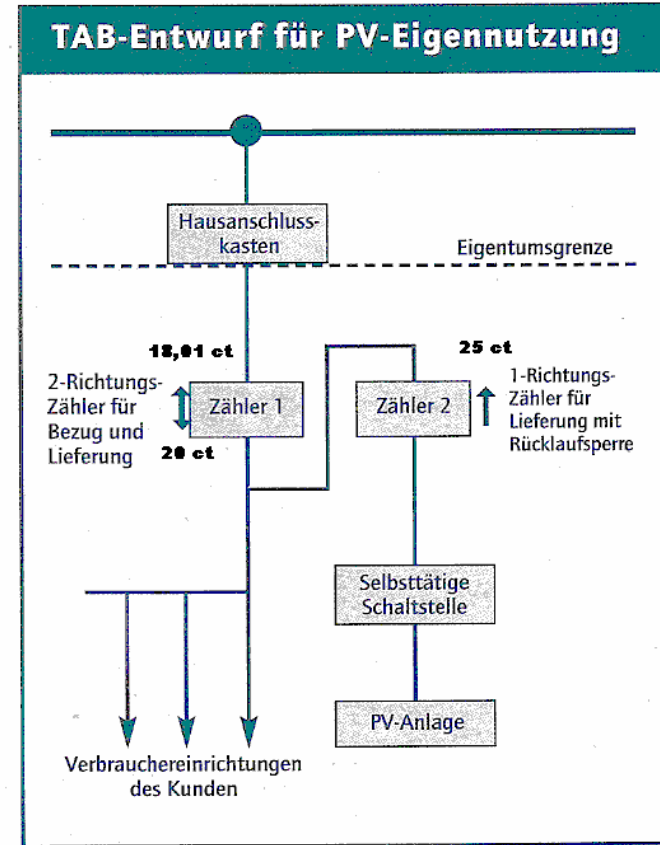 TAB-Entwurf für PV-Eigennutzung
Hausanschluss-
kasten
Eigentumsgrenze
18,01 ct
25 ct
2-Richtungs-
Zähler für
Bezug und
Lieferung
Zähler 1
20 ct
Zähler 2
1-Richtungs-
Zähler für
Lieferung mit
Rücklaufsperre
Selbsttätige
Schaltstelle
PV-Anlage
Verbrauchereinrichtungen
des Kunden